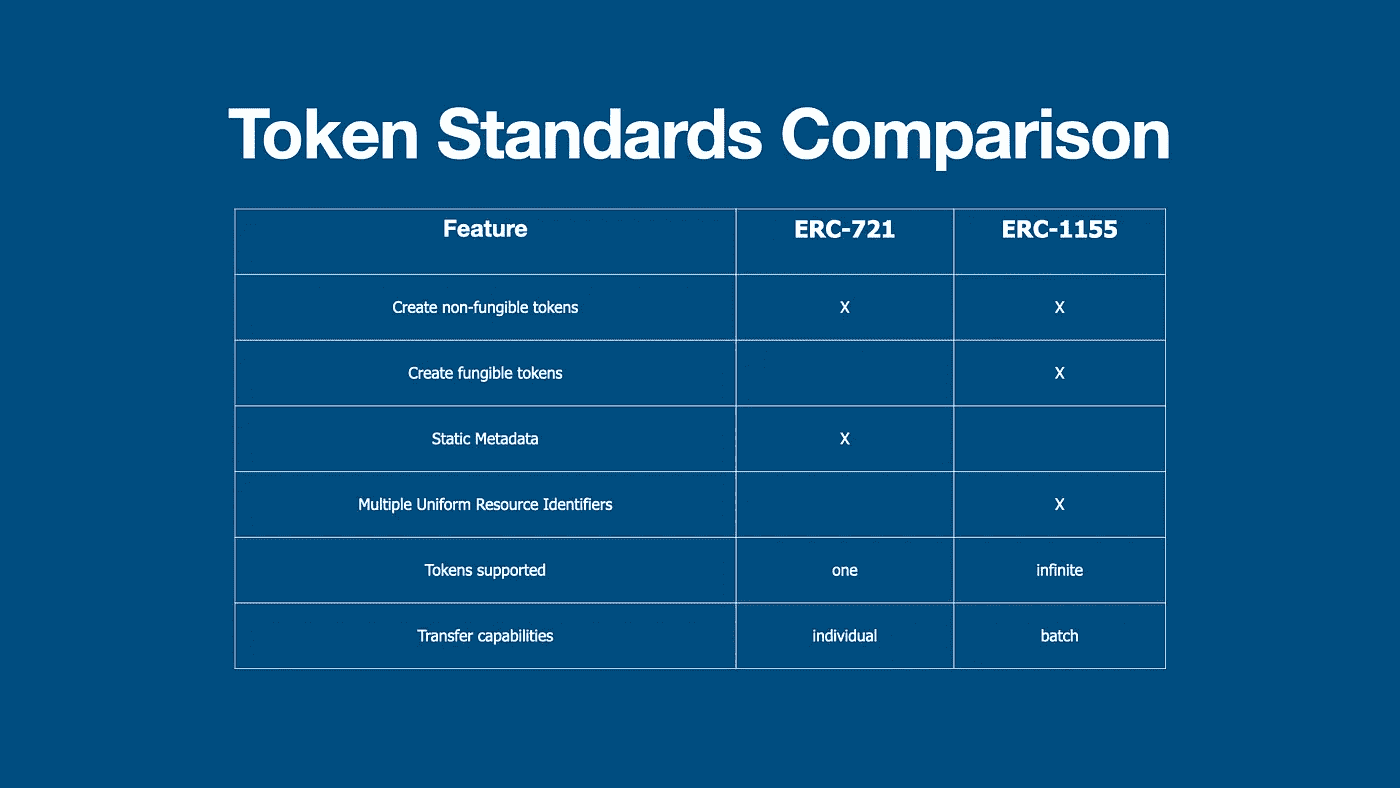 Token Standards Comparison
Feature ERC-721 ERC-1155
Create non-fungible tokens X X
Create fungible tokens X
Static Metadata X
Multiple Uniform Resource Identifiers X
Tokens supported one infinite
Transfer capabilities individual batch